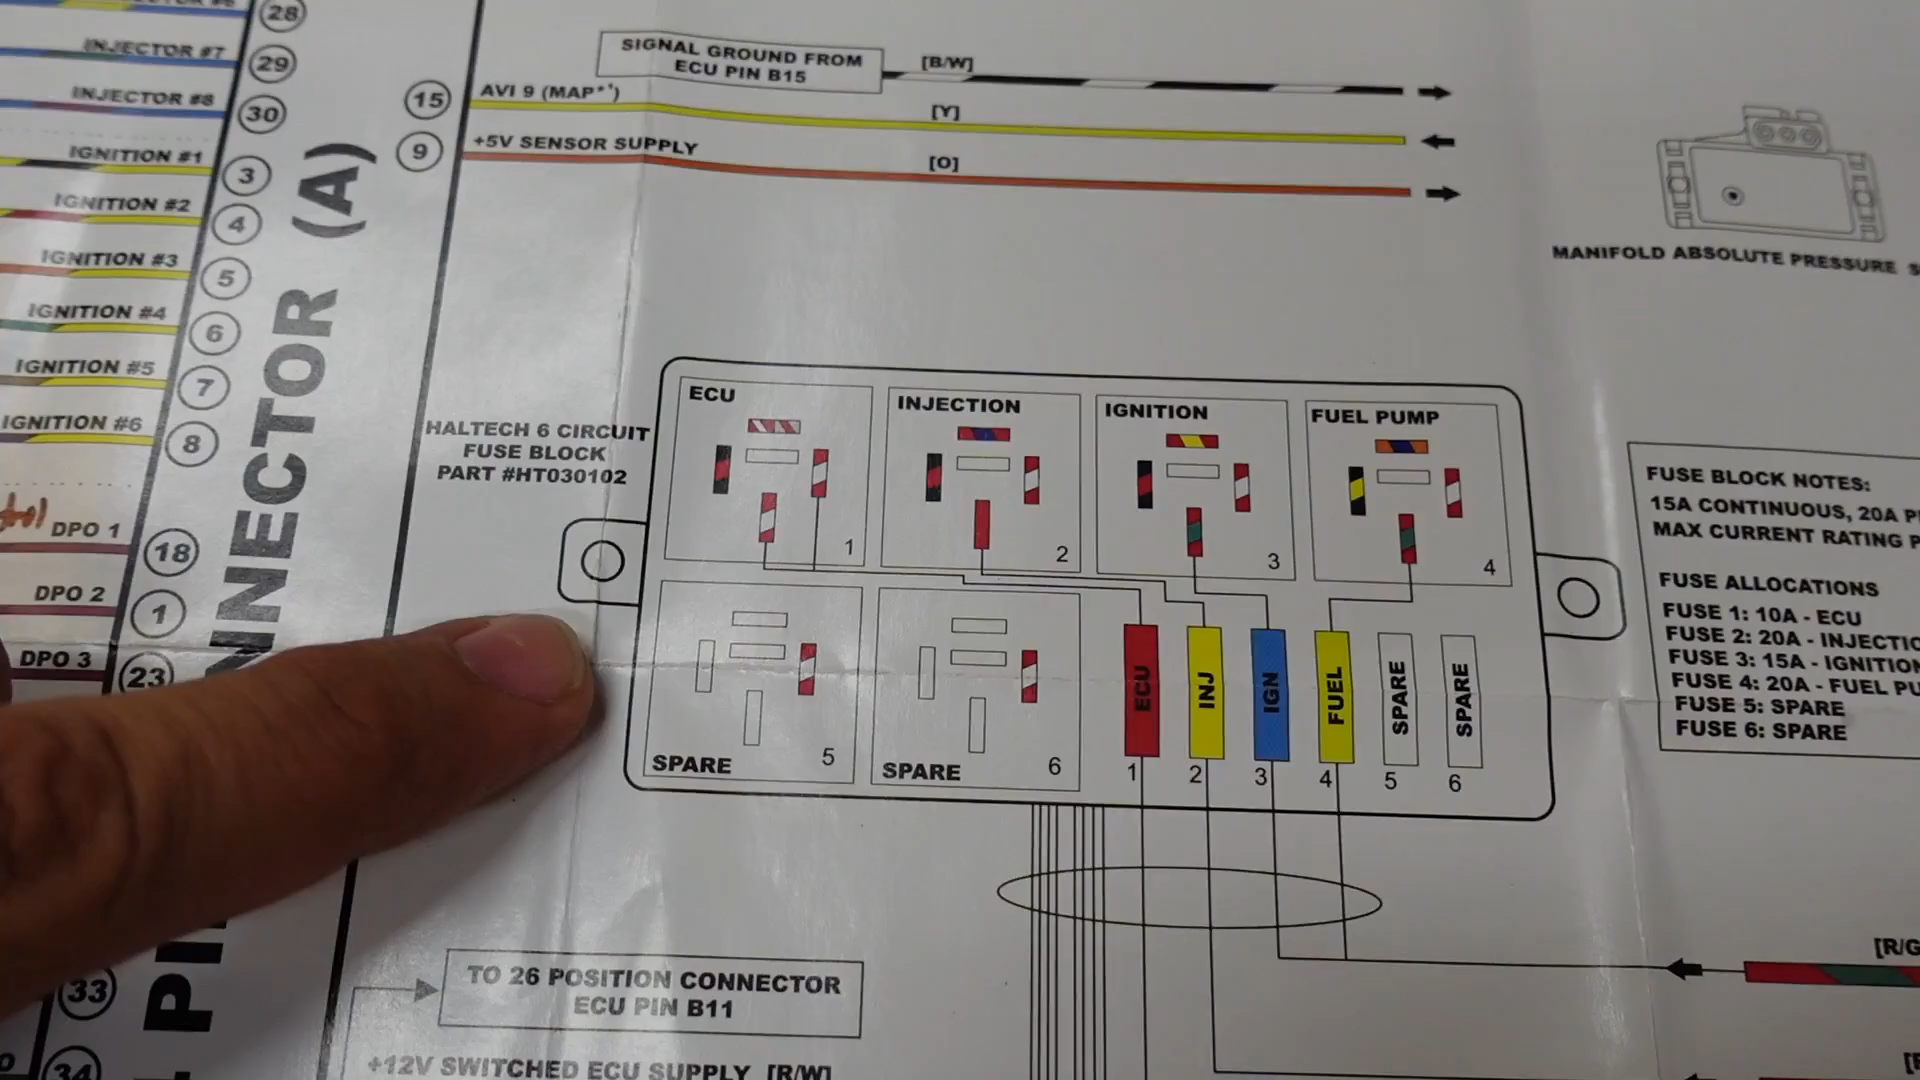 28
INJECTOR #7
29
INJECTOR #8
30
IGNITION #1
3
IGNITION #2
4
IGNITION #3
5
IGNITION #4
6
IGNITION #5
7
IGNITION #6
8
DPO 1
18
DPO 2
1
DPO 3
23
33
34
(A)
SIGNAL GROUND FROM
ECU PIN B15
[B/W]
15
AVI 9 (MAP*¹)
[Y]
9
+5V SENSOR SUPPLY
[O]
MANIFOLD ABSOLUTE PRESSURE
HALTECH 6 CIRCUIT
FUSE BLOCK
PART #HT030102
ECU
1
INJECTION
2
IGNITION
3
FUEL PUMP
4
SPARE
5
SPARE
6
ECU
INJ
IGN
FUEL
SPARE
SPARE
1
2
3
4
5
6
FUSE BLOCK NOTES:
15A CONTINUOUS, 20A
MAX CURRENT RATING
FUSE ALLOCATIONS
FUSE 1: 10A - ECU
FUSE 2: 20A - INJECTIO
FUSE 3: 15A - IGNITION
FUSE 4: 20A - FUEL PU
FUSE 5: SPARE
FUSE 6: SPARE
[R/G
TO 26 POSITION CONNECTOR
ECU PIN B11
+12V SWITCHED ECU SUPPLY [R/W]